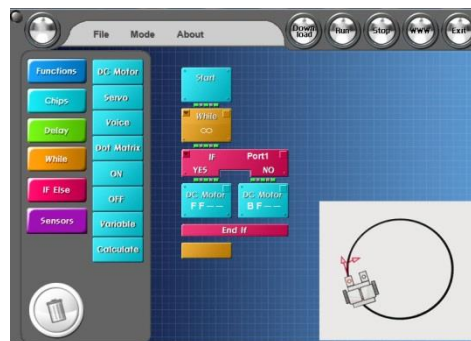 File Mode About
Down load
Run
Stop
WWW
Exit
Functions
Chips
Delay
While
IF Else
Sensors
DC Motor
Servo
Voice
Dot Matrix
ON
OFF
Variable
Calculate
Start
While
∞
IF Port1
YES NO
DC Motor DC Motor
F F – – B F – –
End If